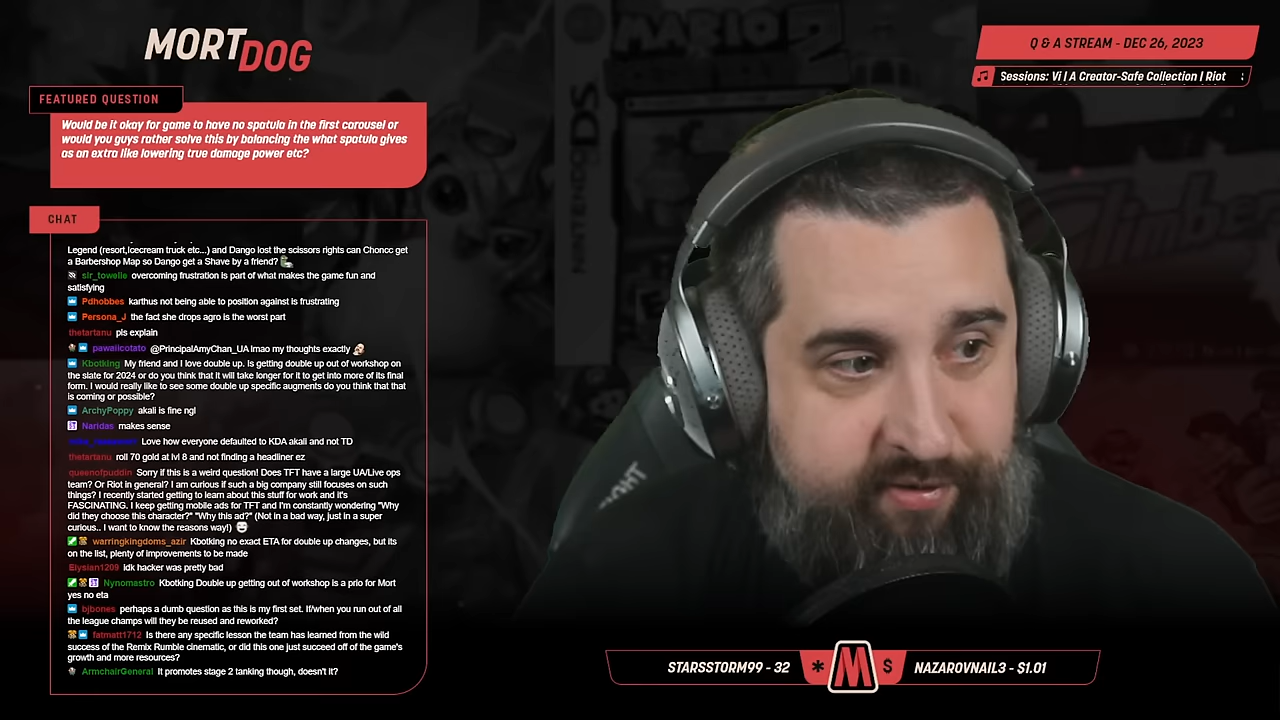 MORTDOG
Q & A STREAM - DEC 26, 2023
Sessions: Vi | A Creator-Safe Collection | Riot
FEATURED QUESTION
Would be it okay for game to have no spatula in the first carousel or
would you guys rather solve this by balancing the what spatula gives
as an extra like lowering true damage power etc?
CHAT
Legend (resort,icecream truck etc...) and Dango lost the scissors rights can Choncc get
a Barbershop Map so Dango get a Shave by a friend?
sir_towelie overcoming frustration is part of what makes the game fun and
satisfying
Pdhobbes karthus not being able to position against is frustrating
Persona_J the fact she drops agro is the worst part
thetartanu pls explain
pawaiicotato @PrincipalAmyChan_UA lmao my thoughts exactly
Kbotking My friend and I love double up. is getting double up out of workshop on
the slate for 2024 or do you think that it will take longer for it to get into more of its final
form. I would really like to see some double up specific augments do you think that that
is coming or possible?
ArchyPoppy akali is fine ngl
Naridas makes sense
Love how everyone defaulted to KDA akali and not TD
thetartanu roll 70 gold at lvl 8 and not finding a headliner ez
queenofpuddin Sorry if this is a weird question! Does TFT have a large UA/Live ops
team? Or Riot in general? I am curious if such a big company still focuses on such
things? I recently started getting to learn about this stuff for work and it's
FASCINATING. I keep getting mobile ads for TFT and I'm constantly wondering "Why
did they choose this character?" "Why this ad?" (Not in a bad way, just in a super
curious.. I want to know the reasons way!)
warringkingdoms_azir Kbotking no exact ETA for double up changes, but its
on the list, plenty of improvements to be made
Elysian1209 Idk hacker was pretty bad
Nynomastro Kbotking Double up getting out of workshop is a prio for Mort
yes no eta
bjbones perhaps a dumb question as this is my first set. If/when you run out of all
the league champs will they be reused and reworked?
fatmatt1712 Is there any specific lesson the team has learned from the wild
success of the Remix Rumble cinematic, or did this one just succeed off of the game's
growth and more resources?
ArmchairGeneral It promotes stage 2 tanking though, doesn't it?
MARIO
NINTENDO DS
Climber
THOR
STARSSTORM99 - 32 * M $ NAZAROVNAIL3 - $1.01